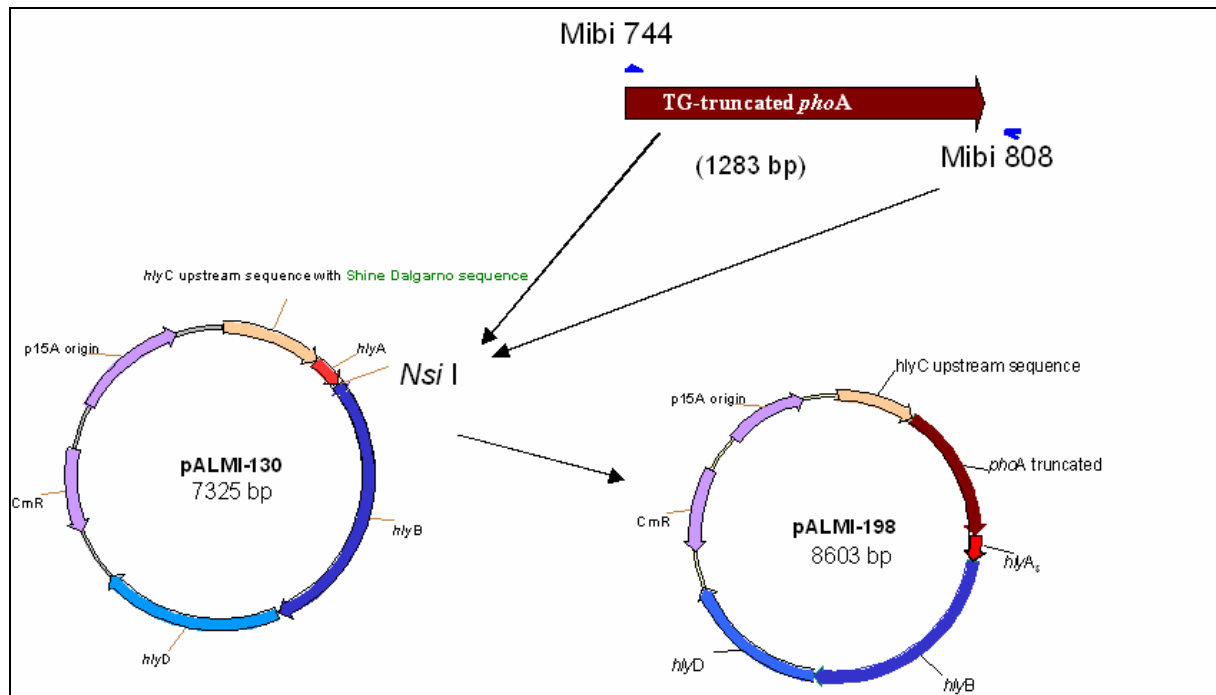 Mibi 744
TG-truncated phoA
(1283 bp)
Mibi 808
hlyC upstream sequence with Shine Dalgarno sequence
p15A origin
hlyA
Nsi I
pALMI-130
7325 bp
CmR
hlyB
hlyD
hlyC upstream sequence
p15A origin
phoA truncated
CmR
pALMI-198
8603 bp
hlyAs
hlyD
hlyB